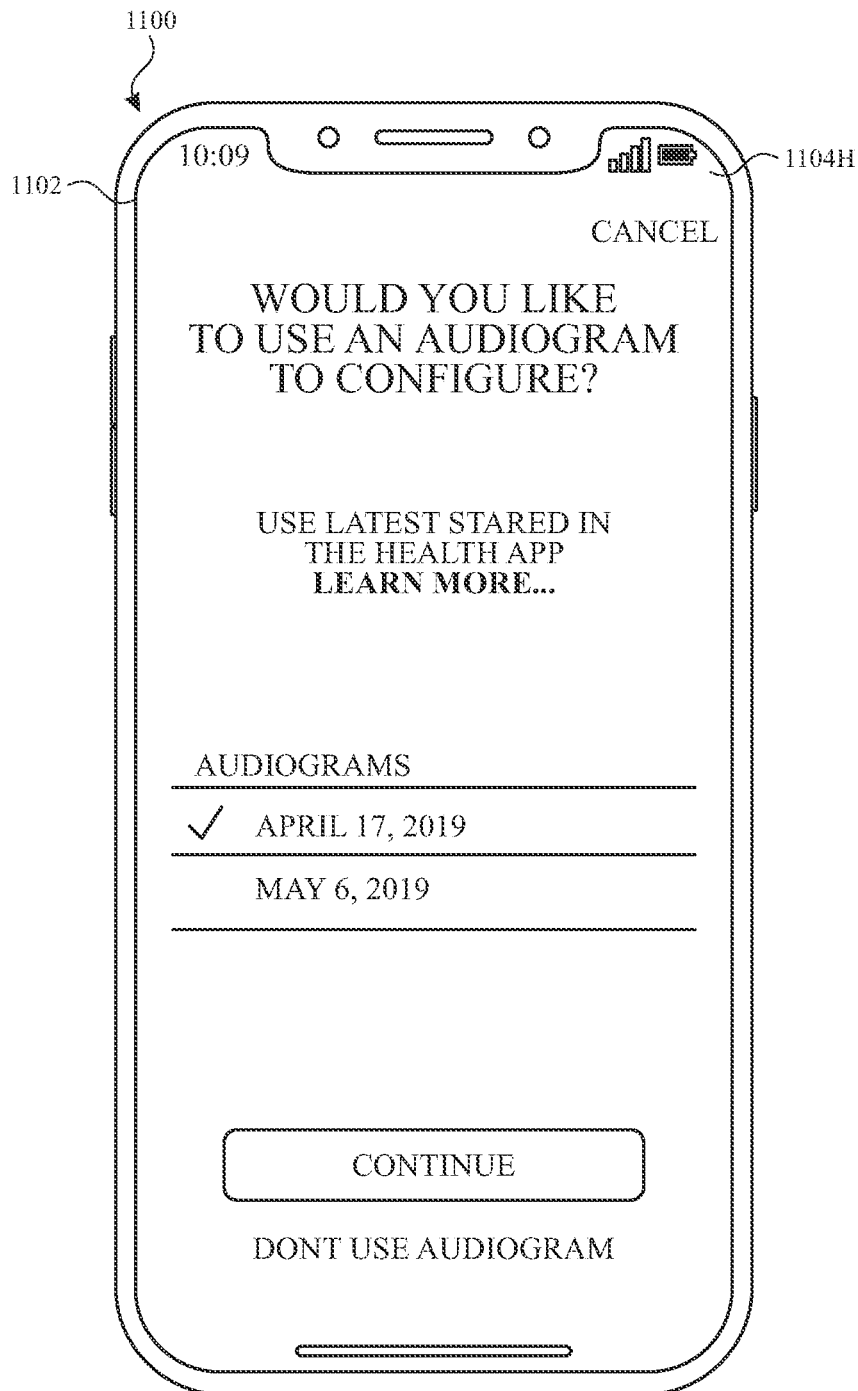 1100
10:09
1104H
1102
CANCEL
WOULD YOU LIKE
TO USE AN AUDIOGRAM
TO CONFIGURE?
USE LATEST STARED IN
THE HEALTH APP
LEARN MORE...
AUDIOGRAMS
APRIL 17, 2019
MAY 6, 2019
CONTINUE
DONT USE AUDIOGRAM